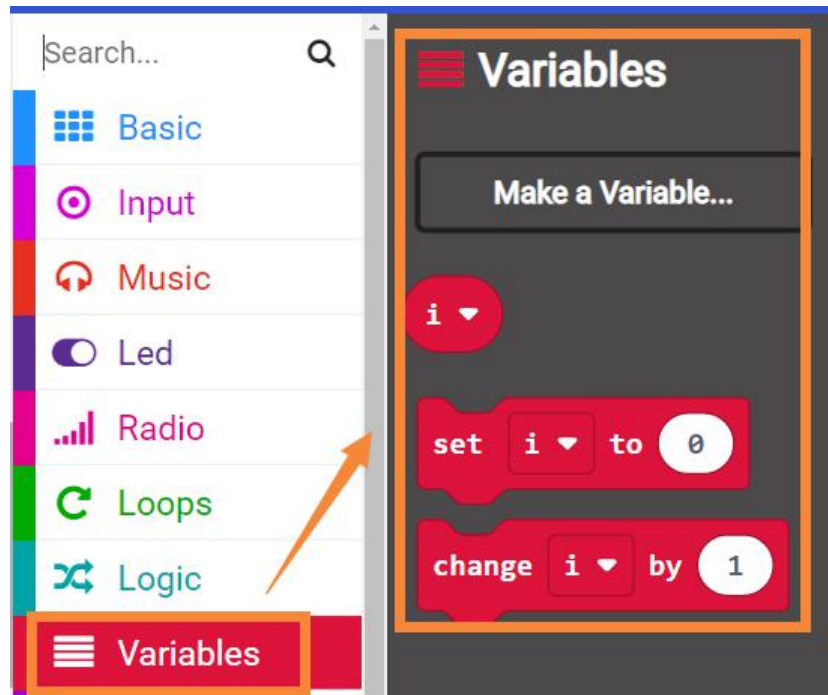 Search...
Basic
Input
Music
Led
Radio
Loops
Logic
Variables
Variables
Make a Variable...
i
set i to 0
change i by 1